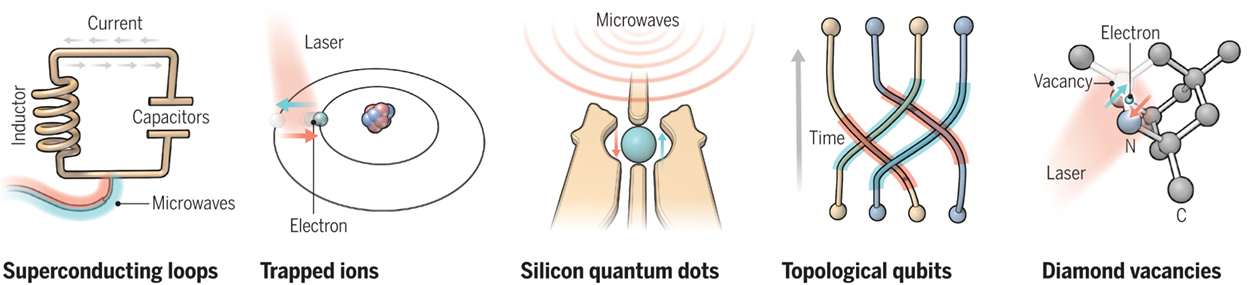 Current
Inductor
Capacitors
Microwaves
Superconducting loops
Laser
Electron
Trapped ions
Microwaves
Silicon quantum dots
Time
Topological qubits
Electron
Vacancy
N
Laser
C
Diamond vacancies